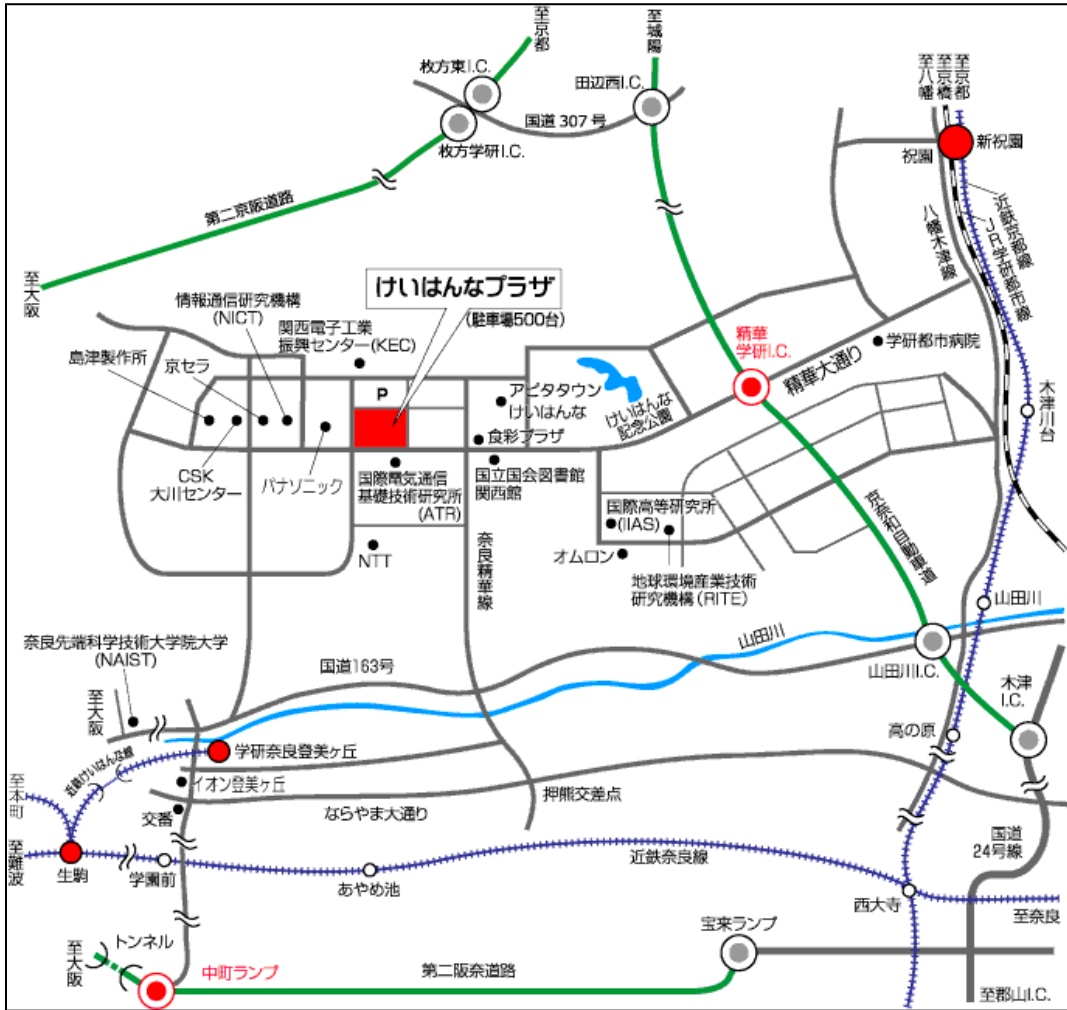 至京都
至城陽
枚方東I.C.
田辺西I.C.
国道307号
枚方学研I.C.
至八幡
至京橋
至京都
祝園
新祝園
第二京阪道路
至大阪
近鉄京都線
JR学研都市線
八幡木津線
けいはんなプラザ
(駐車場500台)
情報通信研究機構
(NICT)
関西電子工業
振興センター(KEC)
島津製作所
京セラ
P
アピタタウン
けいはんな
けいはんな
記念公園
精華
学研I.C.
精華大通り
学研都市病院
木津川台
食彩プラザ
CSK
大川センター
パナソニック
国際電気通信
基礎技術研究所
(ATR)
国立国会図書館
関西館
NTT
奈良精華線
国際高等研究所
(IIAS)
オムロン
地球環境産業技術
研究機構(RITE)
京奈和自動車道
山田川
奈良先端科学技術大学院大学
(NAIST)
国道163号
山田川
山田川I.C.
木津
I.C.
至大阪
高の原
学研奈良登美ヶ丘
近鉄けいはんな線
イオン登美ヶ丘
至本町
交番
ならやま大通り
押熊交差点
国道
24号線
至難波
生駒
学園前
あやめ池
近鉄奈良線
西大寺
至奈良
トンネル
至大阪
中町ランプ
第二阪奈道路
宝来ランプ
至郡山I.C.